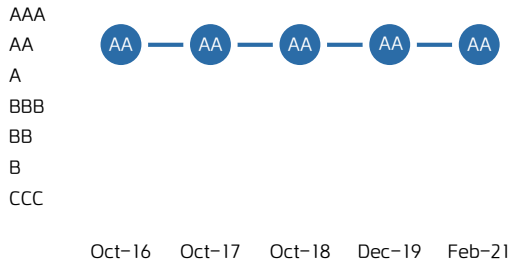 AAA
AA AA AA AA AA AA
A
BBB
BB
B
CCC
Oct–16 Oct–17 Oct–18 Dec–19 Feb–21